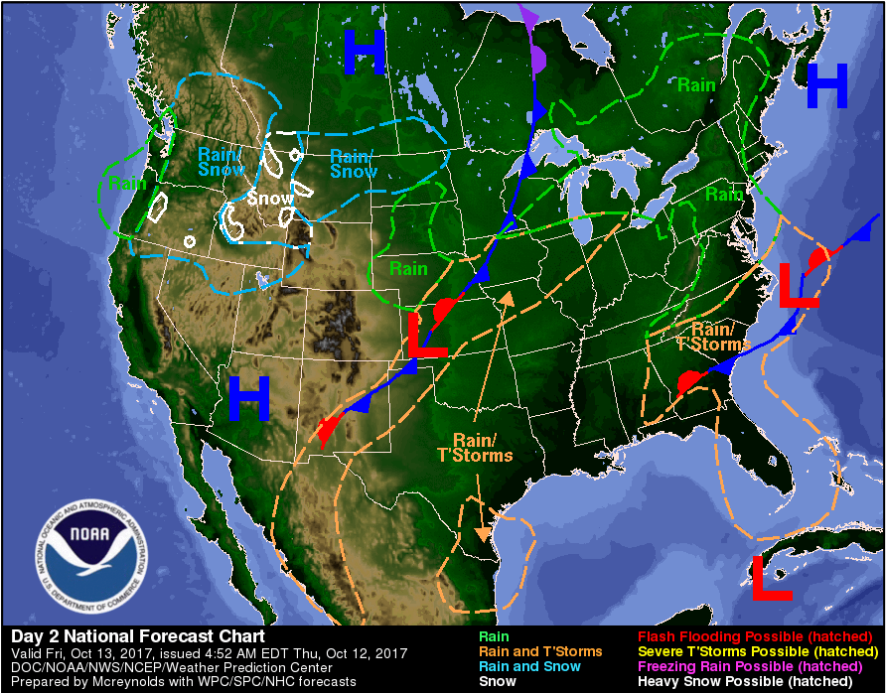 H
H
Rain
Rain
Rain/
Snow
Rain/
Snow
Rain
Snow
Rain
Rain
L
L
Rain/
T'Storms
H
Rain/
T'Storms
L
NATIONAL OCEANIC AND ATMOSPHERIC ADMINISTRATION
NOAA
U.S. DEPARTMENT OF COMMERCE
Day 2 National Forecast Chart
Valid Fri, Oct 13, 2017, issued 4:52 AM EDT Thu, Oct 12, 2017
DOC/NOAA/NWS/NCEP/Weather Prediction Center
Prepared by Mcreynolds with WPC/SPC/NHC forecasts
Rain
Rain and T'Storms
Rain and Snow
Snow
Flash Flooding Possible (hatched)
Severe T'Storms Possible (hatched)
Freezing Rain Possible (hatched)
Heavy Snow Possible (hatched)